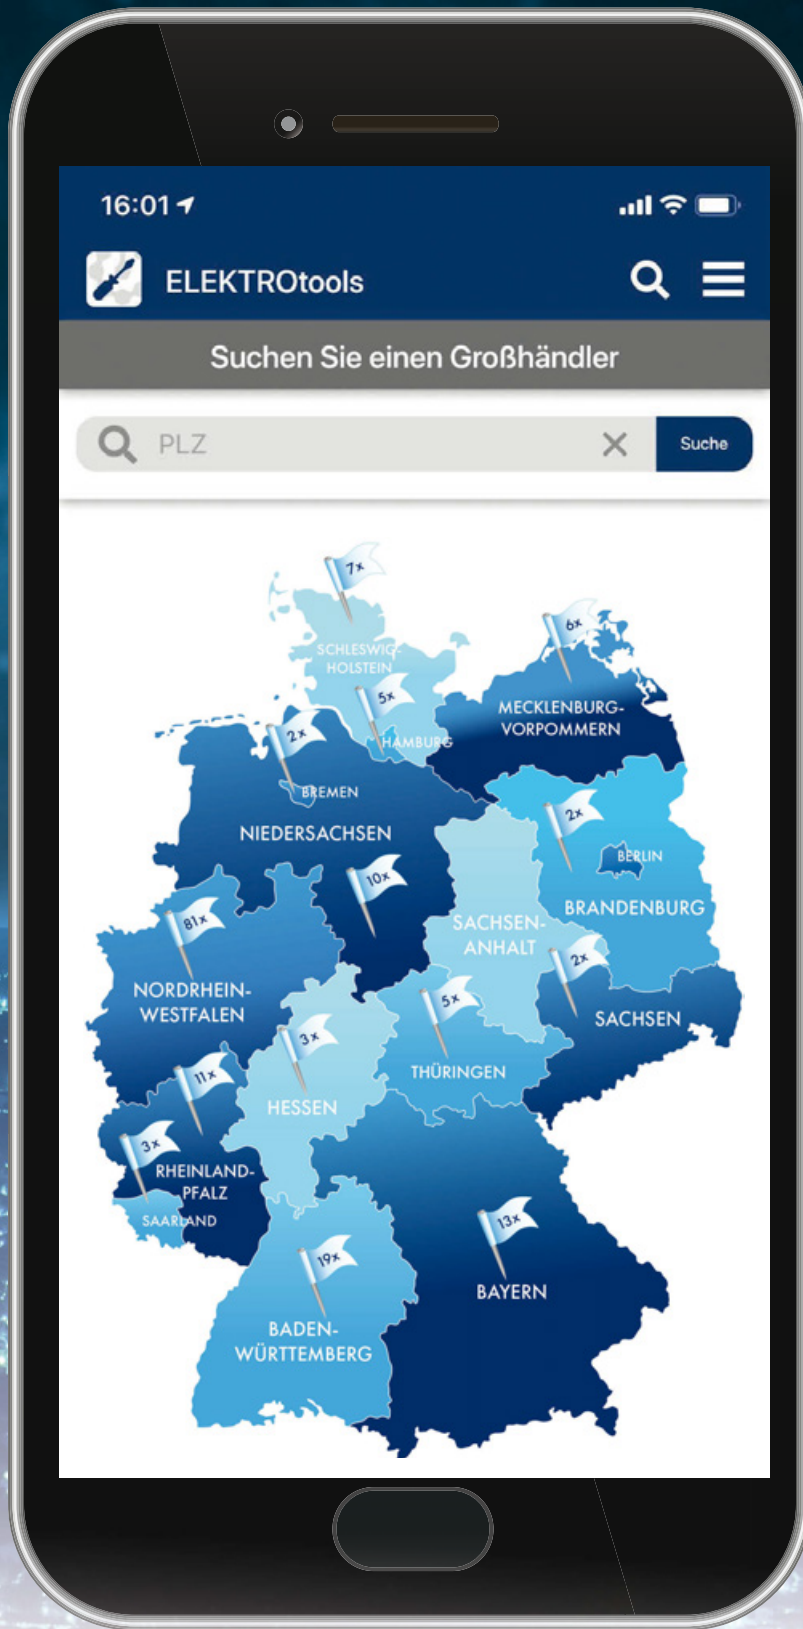 16:01
ELEKTROtools
Suchen Sie einen Großhändler
PLZ
Suche
7x
6x
SCHLESWIG-
HOLSTEIN
5x
MECKLENBURG-
VORPOMMERN
2x
HAMBURG
BREMEN
2x
NIEDERSACHSEN
BERLIN
10x
BRANDENBURG
81x
SACHSEN-
ANHALT
2x
NORDRHEIN-
WESTFALEN
5x
SACHSEN
3x
THÜRINGEN
11x
HESSEN
3x
RHEINLAND-
PFALZ
SAARLAND
13x
19x
BAYERN
BADEN-
WÜRTTEMBERG